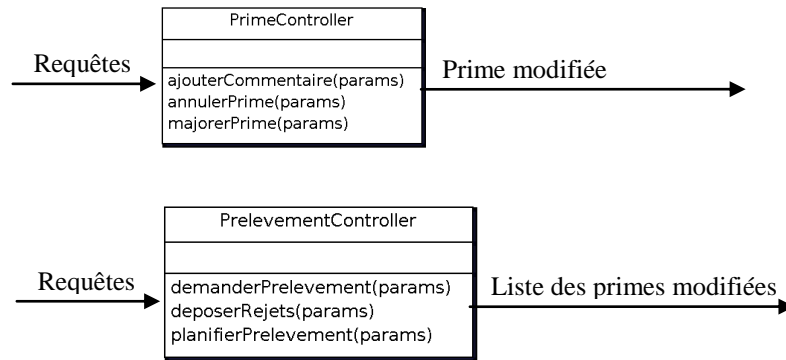 PrimeController
Requêtes
ajouterCommentaire(params)
annulerPrime(params)
majorerPrime(params)
Prime modifiée
PrelevementController
Requêtes
demanderPrelevement(params)
deposerRejets(params)
planifierPrelevement(params)
Liste des primes modifiées